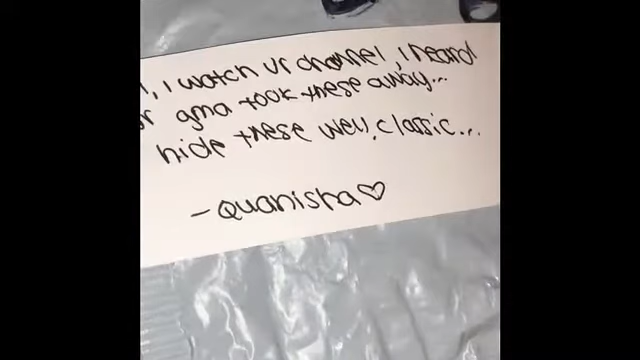 I watch ur channel, I heard
gma took these away...
hide these well, classic...
-Quanisha♡